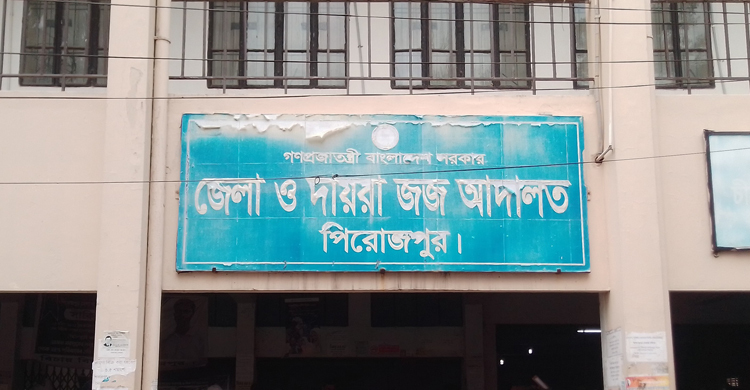 গণপ্রজাতন্ত্রী বাংলাদেশ সরকার
জেলা ও দায়রা জজ আদালত
পিরোজপুর।